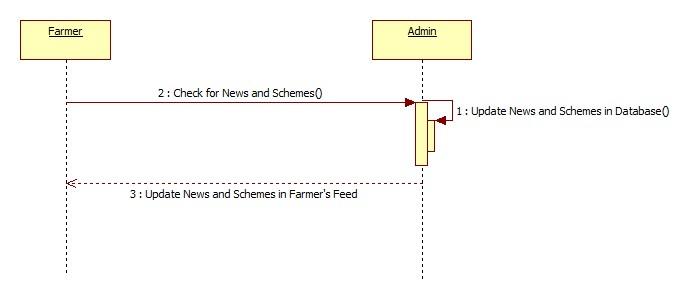 Farmer
Admin
2 : Check for News and Schemes()
1 : Update News and Schemes in Database()
3 : Update News and Schemes in Farmer's Feed